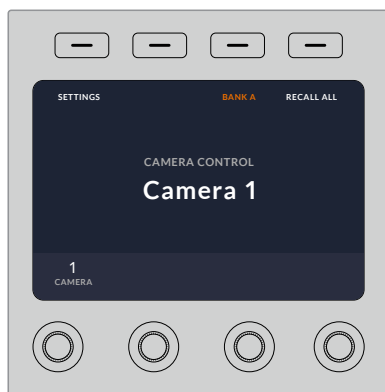 SETTINGS BANK A RECALL ALL
CAMERA CONTROL
Camera 1
1
CAMERA